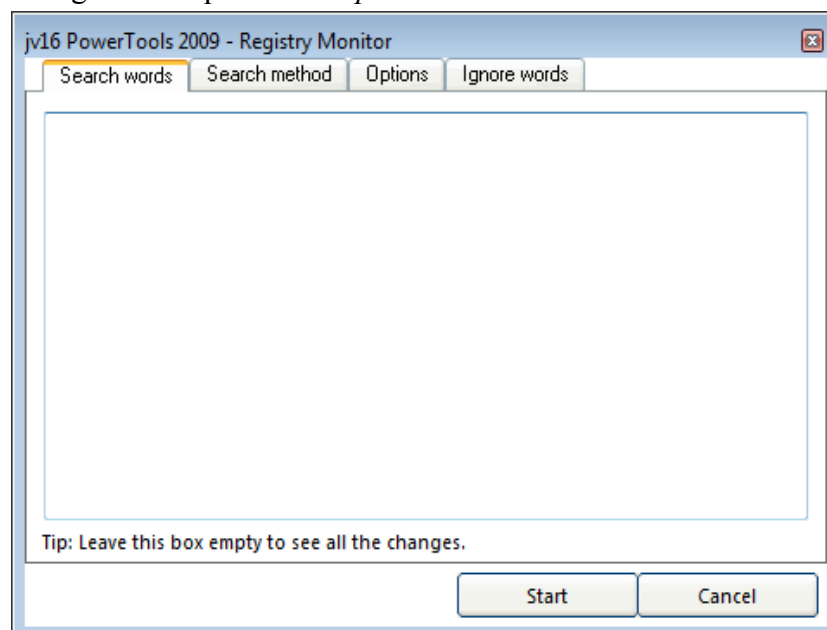 jv16 PowerTools 2009 - Registry Monitor
Search words Search method Options Ignore words
Tip: Leave this box empty to see all the changes.
Start Cancel